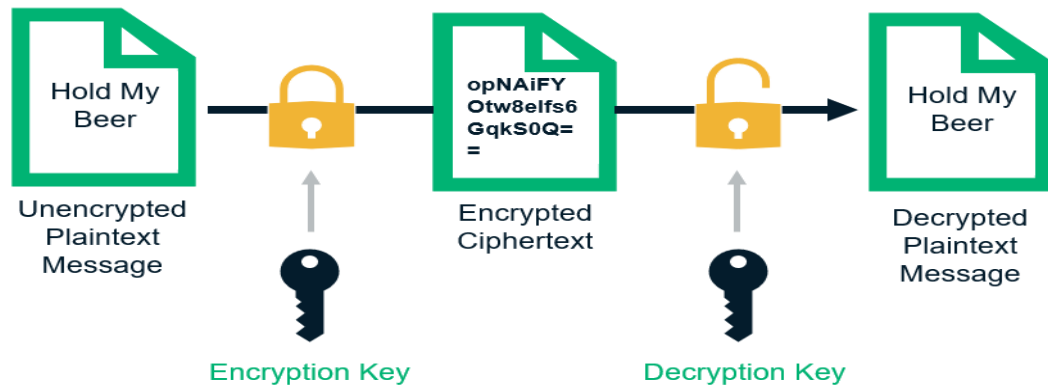 Hold My
Beer
Unencrypted
Plaintext
Message
Encryption Key
opNAiFY
Otw8elfs6
GqkS0Q=
=
Encrypted
Ciphertext
Decryption Key
Hold My
Beer
Decrypted
Plaintext
Message